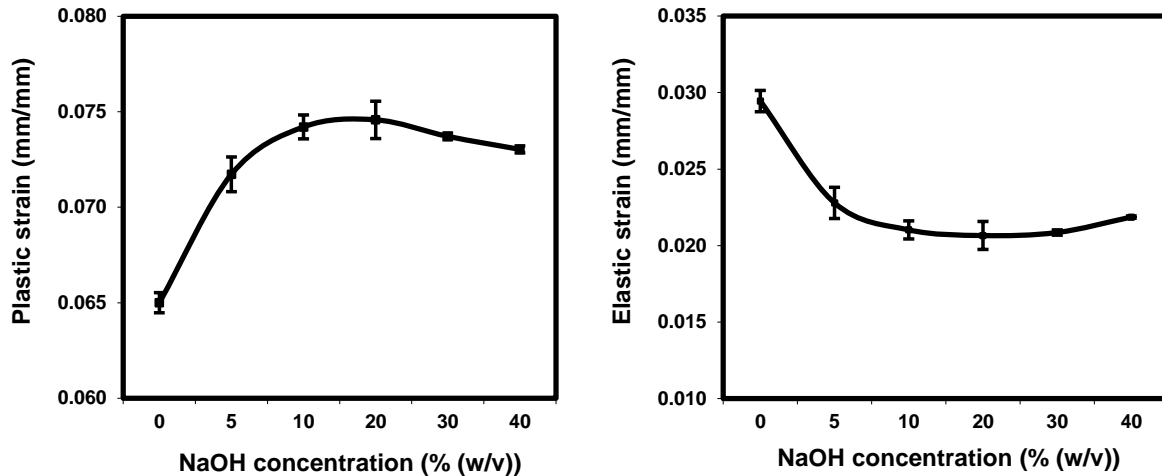 Plastic strain (mm/mm)
0.080
0.075
0.070
0.065
0.060
0 5 10 20 30 40
NaOH concentration (% (w/v))
Elastic strain (mm/mm)
0.035
0.030
0.025
0.020
0.015
0.010
0 5 10 20 30 40
NaOH concentration (% (w/v))